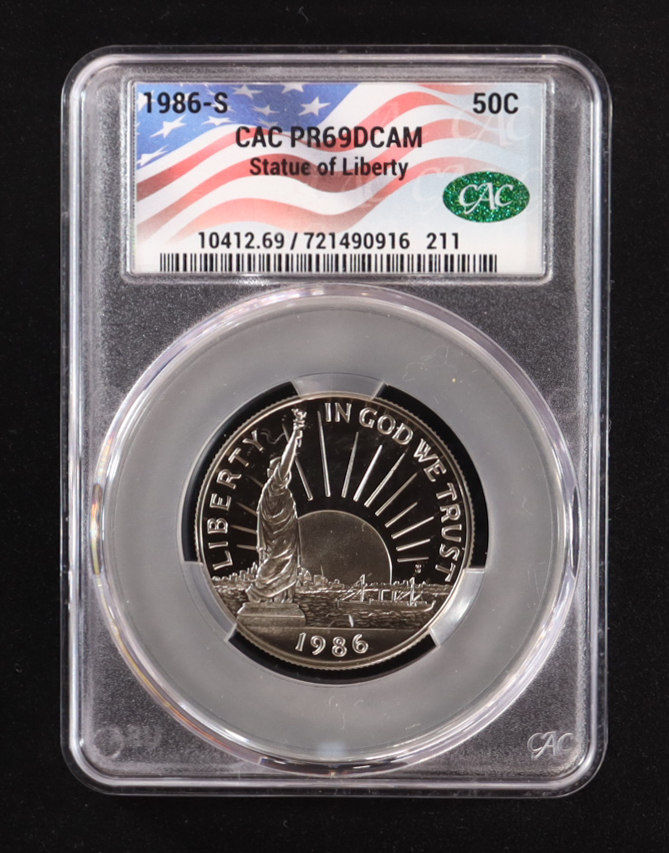 1986-S 50C
CAC PR69DCAM
Statue of Liberty
CAC
10412.69 / 721490916 211
LIBERTY
IN GOD WE TRUST
S
1986
CAC